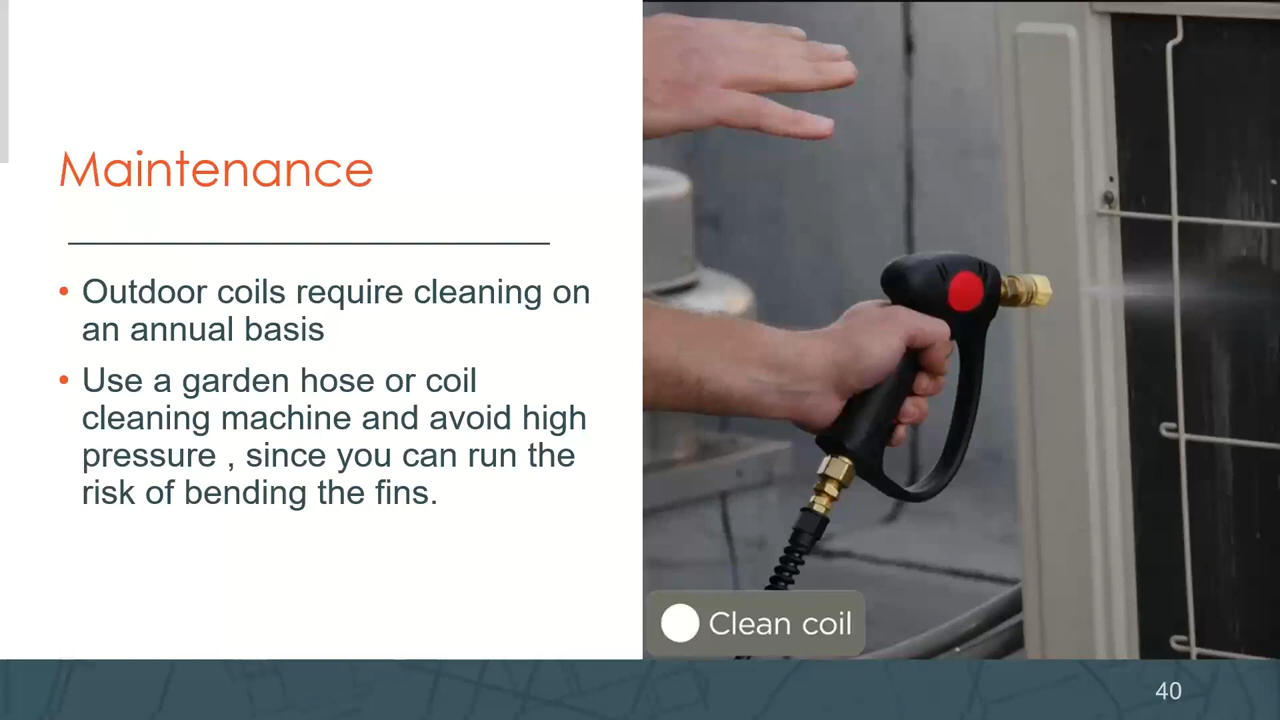 Maintenance
• Outdoor coils require cleaning on
an annual basis
• Use a garden hose or coil
cleaning machine and avoid high
pressure , since you can run the
risk of bending the fins.
Clean coil
40